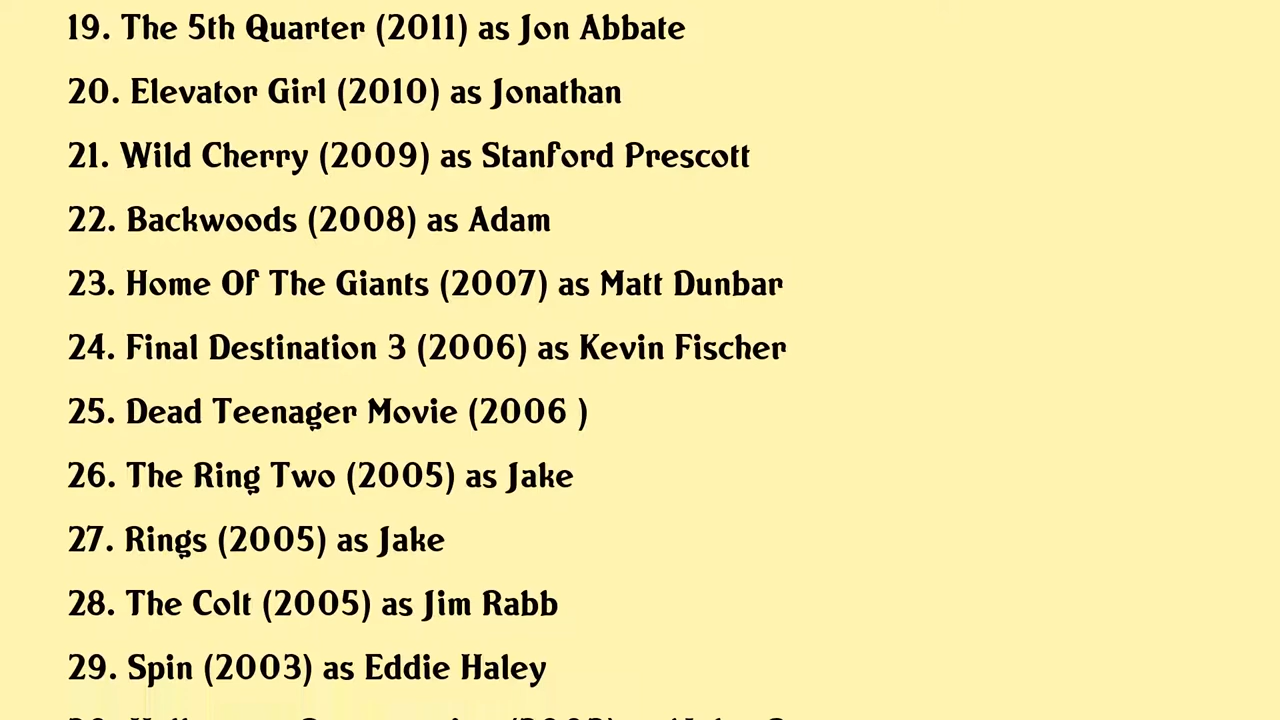 19. The 5th Quarter (2011) as Jon Abbate
20. Elevator Girl (2010) as Jonathan
21. Wild Cherry (2009) as Stanford Prescott
22. Backwoods (2008) as Adam
23. Home Of The Giants (2007) as Matt Dunbar
24. Final Destination 3 (2006) as Kevin Fischer
25. Dead Teenager Movie (2006 )
26. The Ring Two (2005) as Jake
27. Rings (2005) as Jake
28. The Colt (2005) as Jim Rabb
29. Spin (2003) as Eddie Haley